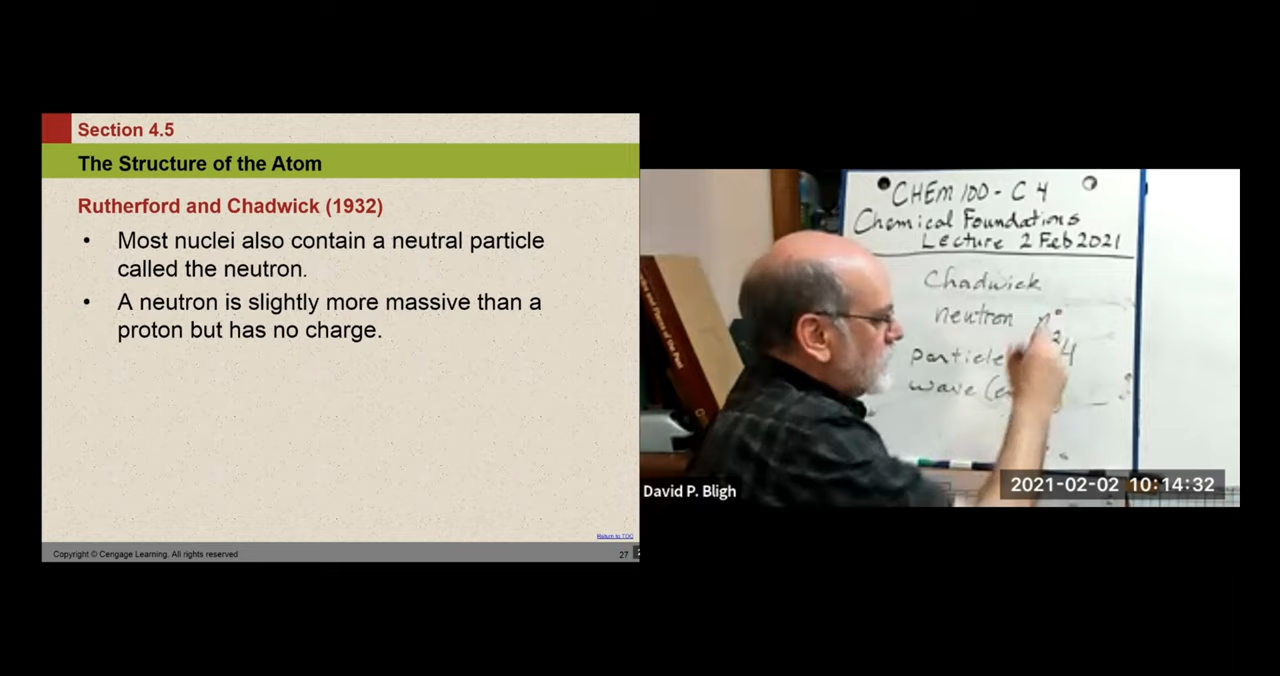 Section 4.5
The Structure of the Atom
Rutherford and Chadwick (1932)
• Most nuclei also contain a neutral particle
called the neutron.
• A neutron is slightly more massive than a
proton but has no charge.
Return to TOC
Copyright © Cengage Learning. All rights reserved
27
CHEM 100 - C 4
Chemical Foundations
Lecture 2 Feb 2021
Chadwick
neutron n°
particle
wave
David P. Bligh
2021-02-02 10:14:32